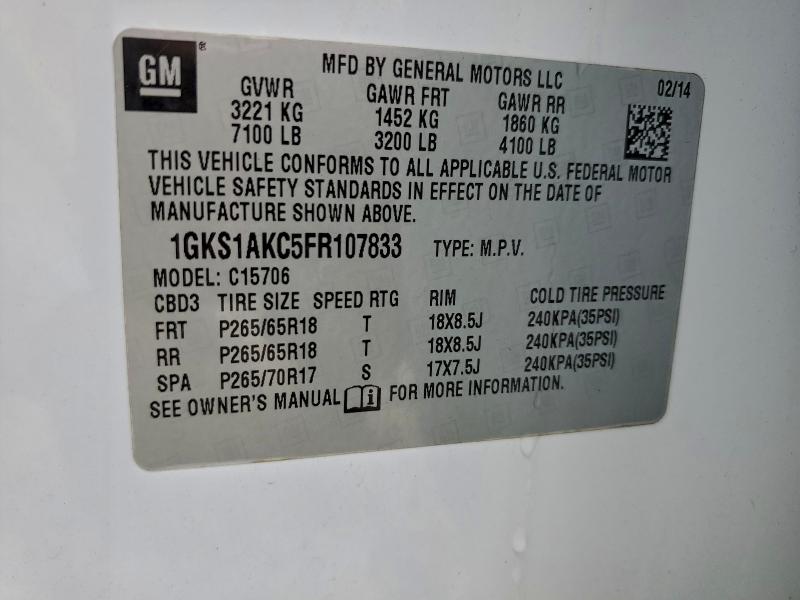 GM®
MFD BY GENERAL MOTORS LLC
02/14
GVWR GAWR FRT GAWR RR
3221 KG 1452 KG 1860 KG
7100 LB 3200 LB 4100 LB
THIS VEHICLE CONFORMS TO ALL APPLICABLE U.S. FEDERAL MOTOR
VEHICLE SAFETY STANDARDS IN EFFECT ON THE DATE OF
MANUFACTURE SHOWN ABOVE.
1GKS1AKC5FR107833 TYPE: M.P.V.
MODEL: C15706
CBD3 TIRE SIZE SPEED RTG RIM COLD TIRE PRESSURE
FRT P265/65R18 T 18X8.5J 240KPA(35PSI)
RR P265/65R18 T 18X8.5J 240KPA(35PSI)
SPA P265/70R17 S 17X7.5J 240KPA(35PSI)
SEE OWNER'S MANUAL i FOR MORE INFORMATION.